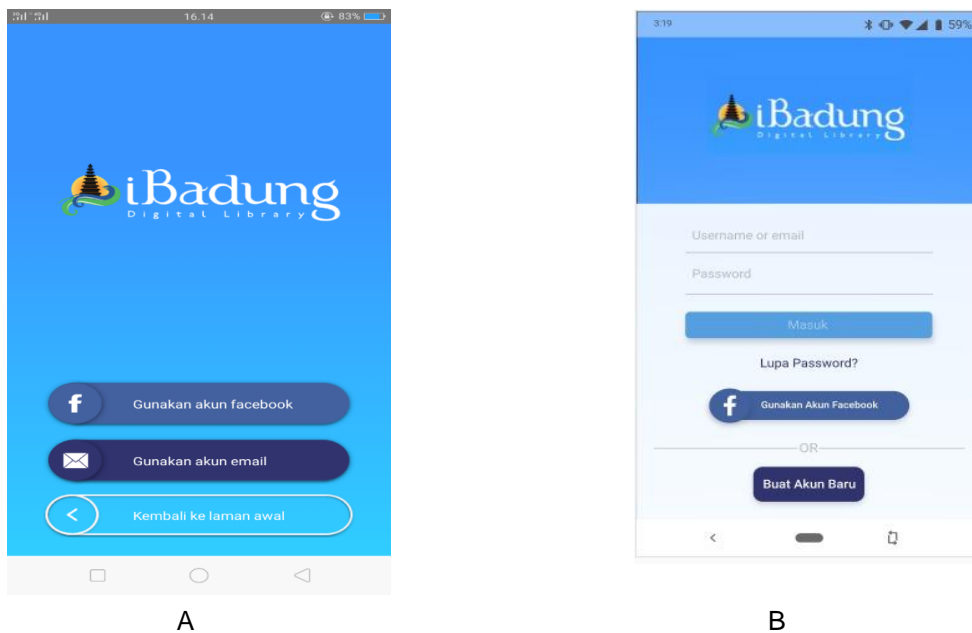 16.14
83%
iBadung
Digital Library
Gunakan akun facebook
Gunakan akun email
Kembali ke laman awal
A
3:19
59%
iBadung
Digital Library
Username or email
Password
Masuk
Lupa Password?
Gunakan Akun Facebook
OR
Buat Akun Baru
B